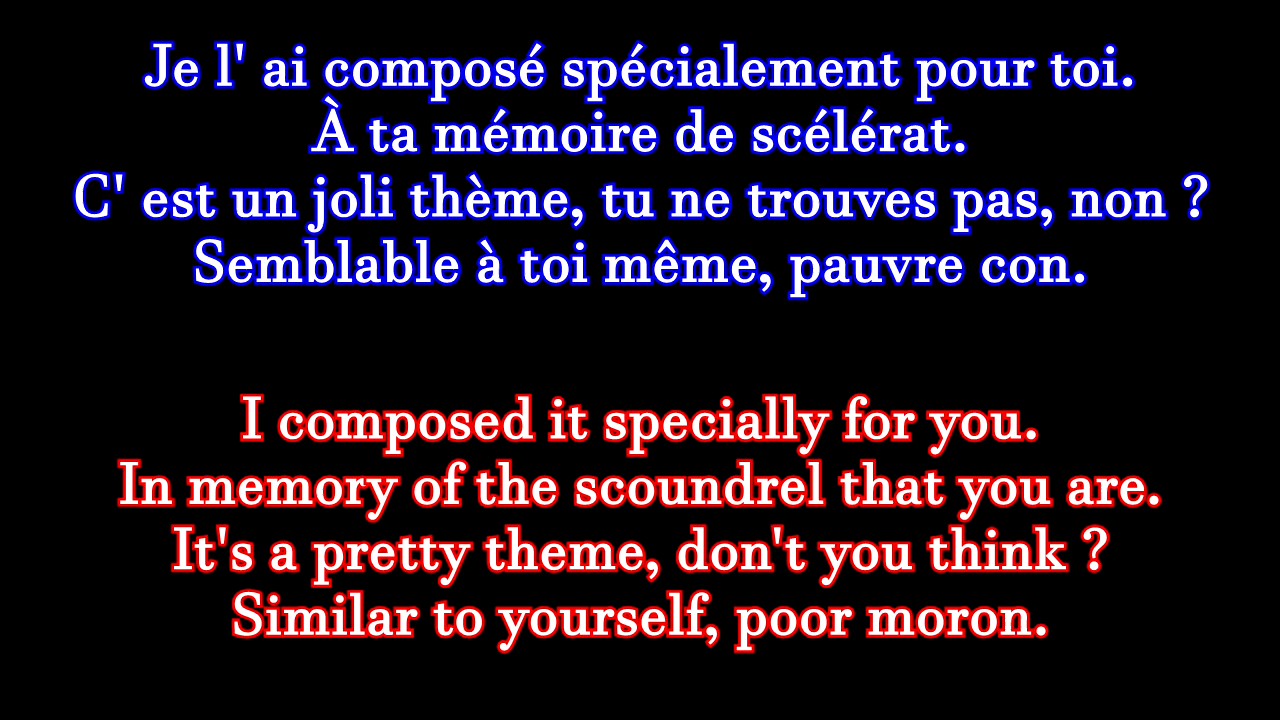 Je l' ai composé spécialement pour toi.
À ta mémoire de scélérat.
C' est un joli thème, tu ne trouves pas, non ?
Semblable à toi même, pauvre con.
I composed it specially for you.
In memory of the scoundrel that you are.
It's a pretty theme, don't you think ?
Similar to yourself, poor moron.